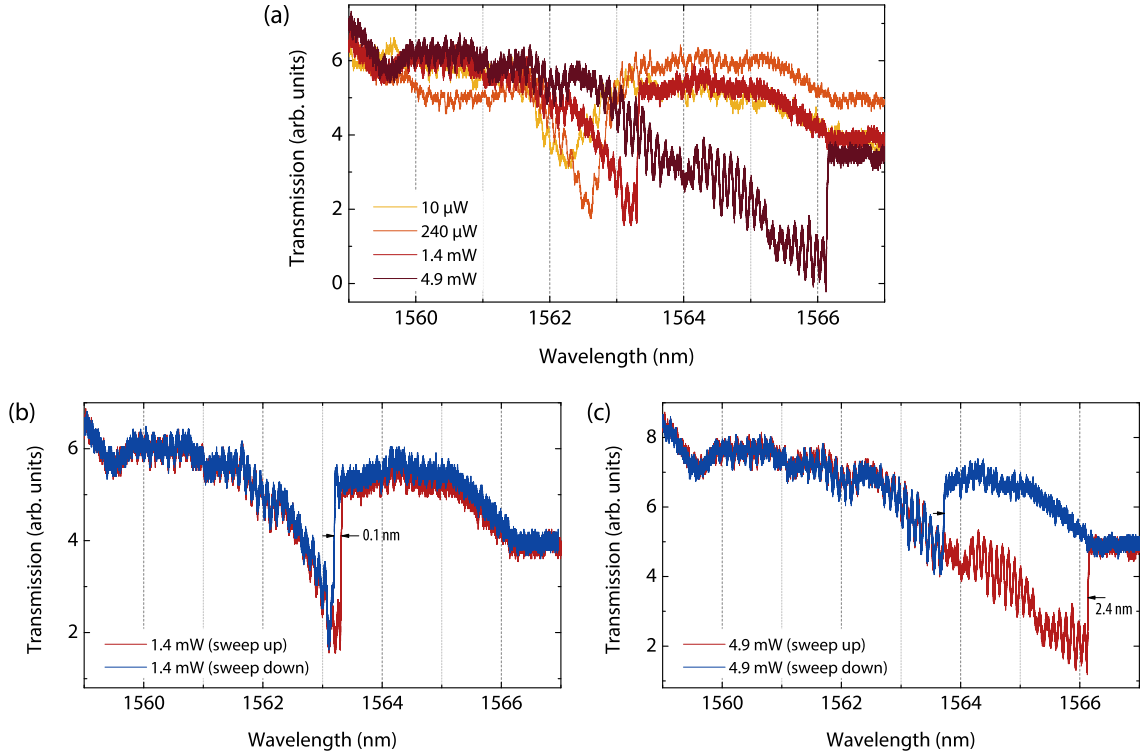 (a)
Transmission (arb. units)
6
4
2
0
10 µW
240 µW
1.4 mW
4.9 mW
1560
1562
1564
1566
Wavelength (nm)
(b)
Transmission (arb. units)
6
4
2
0.1 nm
1.4 mW (sweep up)
1.4 mW (sweep down)
1560
1562
1564
1566
Wavelength (nm)
(c)
Transmission (arb. units)
8
6
4
2
2.4 nm
4.9 mW (sweep up)
4.9 mW (sweep down)
1560
1562
1564
1566
Wavelength (nm)